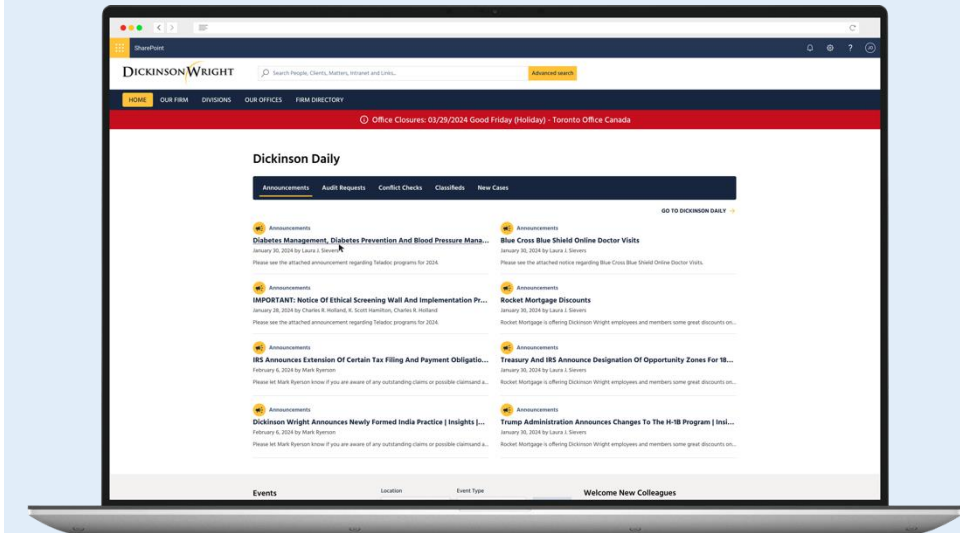 SharePoint
?
DICKINSON WRIGHT
Search People, Clients, Matters, Intranet and Links..
Advanced search
HOME OUR FIRM DIVISIONS OUR OFFICES FIRM DIRECTORY
Office Closures: 03/29/2024 Good Friday (Holiday) - Toronto Office Canada
Dickinson Daily
Announcements Audit Requests Conflict Checks Classifieds New Cases
GO TO DICKINSON DAILY →
Announcements
Diabetes Management, Diabetes Prevention And Blood Pressure Mana...
January 30, 2024 by Laura J. Sievers
Please see the attached announcement regarding Teladoc programs for 2024.
Announcements
Blue Cross Blue Shield Online Doctor Visits
January 30, 2024 by Laura J. Sievers
Please see the attached notice regarding Blue Cross Blue Shield Online Doctor Visits.
Announcements
IMPORTANT: Notice Of Ethical Screening Wall And Implementation Pr...
January 28, 2024 by Charles R. Holland, K. Scott Hamilton, Charles R. Holland
Please see the attached announcement regarding Teladoc programs for 2024.
Announcements
Rocket Mortgage Discounts
January 30, 2024 by Laura J. Sievers
Rocket Mortgage is offering Dickinson Wright employees and members some great discounts on...
Announcements
IRS Announces Extension Of Certain Tax Filing And Payment Obligatio...
February 6, 2024 by Mark Ryerson
Please let Mark Ryerson know if you are aware of any outstanding claims or possible claimsand a...
Announcements
Treasury And IRS Announce Designation Of Opportunity Zones For 18...
January 30, 2024 by Laura J. Sievers
Rocket Mortgage is offering Dickinson Wright employees and members some great discounts on...
Announcements
Dickinson Wright Announces Newly Formed India Practice | Insights |...
February 6, 2024 by Mark Ryerson
Please let Mark Ryerson know if you are aware of any outstanding claims or possible claimsand a...
Announcements
Trump Administration Announces Changes To The H-1B Program | Insi...
January 30, 2024 by Laura J. Sievers
Rocket Mortgage is offering Dickinson Wright employees and members some great discounts on...
Events
Location
Event Type
Welcome New Colleagues